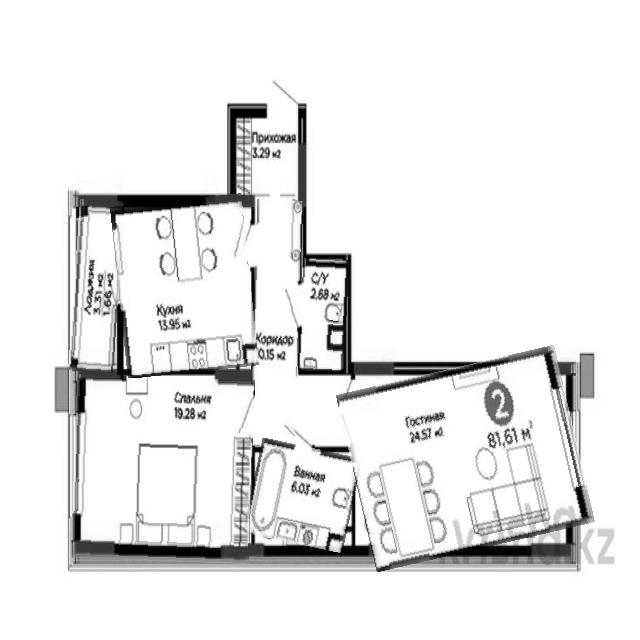 Прихожая
3.29 м2
С/У
2.68 м2
Лоджия
3.31 м2
1.66 м2
Кухня
13.95 м2
Коридор
0.15 м2
Спальня
19.28 м2
Гостиная
24.57 м2
2
81,61 м²
Ванная
6.03 м2
krisha.kz